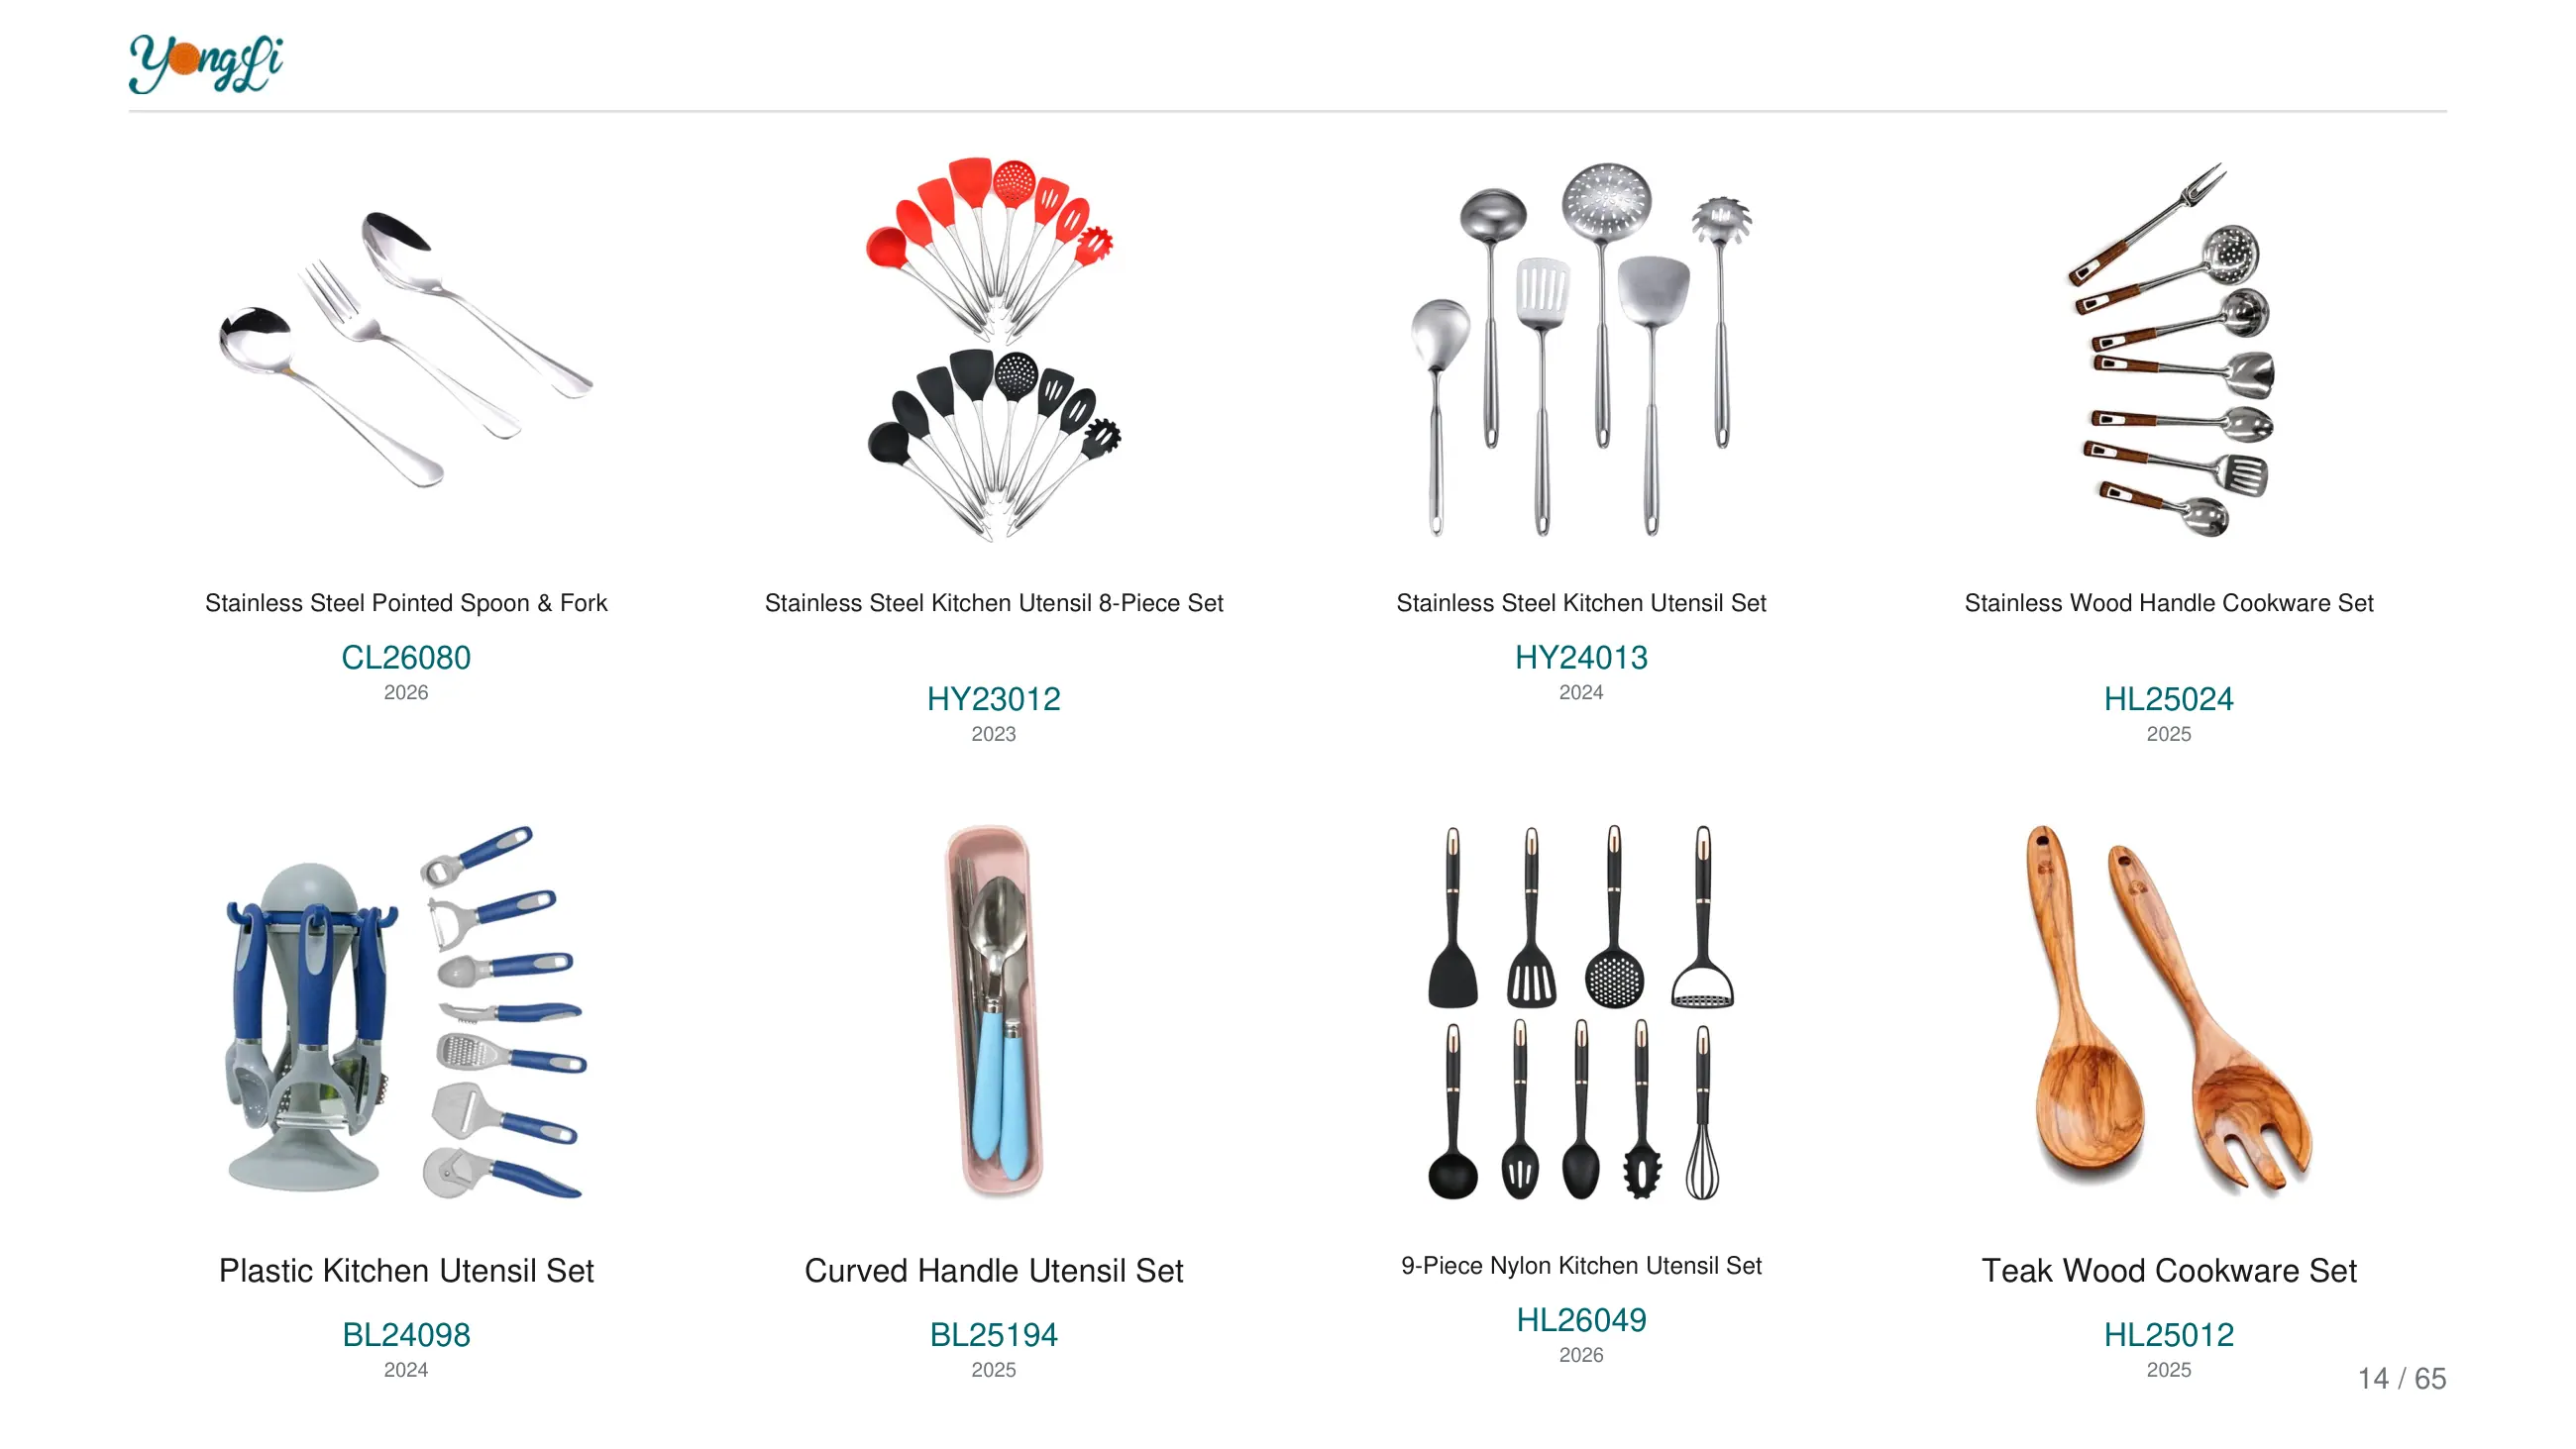 YongLi
Stainless Steel Pointed Spoon & Fork
CL26080
2026
Stainless Steel Kitchen Utensil 8-Piece Set
HY23012
2023
Stainless Steel Kitchen Utensil Set
HY24013
2024
Stainless Wood Handle Cookware Set
HL25024
2025
Plastic Kitchen Utensil Set
BL24098
2024
Curved Handle Utensil Set
BL25194
2025
9-Piece Nylon Kitchen Utensil Set
HL26049
2026
Teak Wood Cookware Set
HL25012
2025
14 / 65